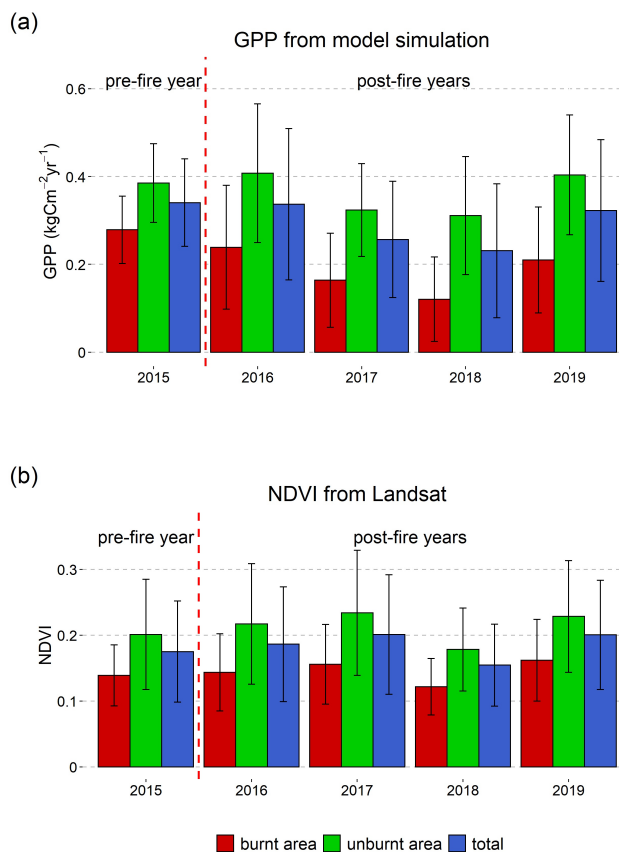 (a)
GPP from model simulation
pre-fire year post-fire years
0.6
0.4
0.2
0
GPP (kgCm⁻²yr⁻¹)
2015 2016 2017 2018 2019
(b)
NDVI from Landsat
pre-fire year post-fire years
0.3
0.2
0.1
0
NDVI
2015 2016 2017 2018 2019
burnt area unburnt area total